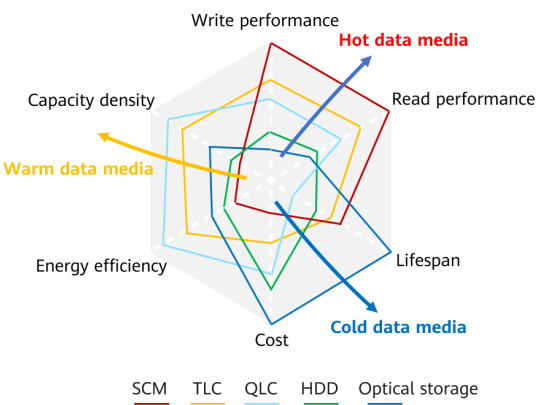 Write performance
Hot data media
Capacity density
Read performance
Warm data media
Energy efficiency
Lifespan
Cold data media
Cost
SCM TLC QLC HDD Optical storage